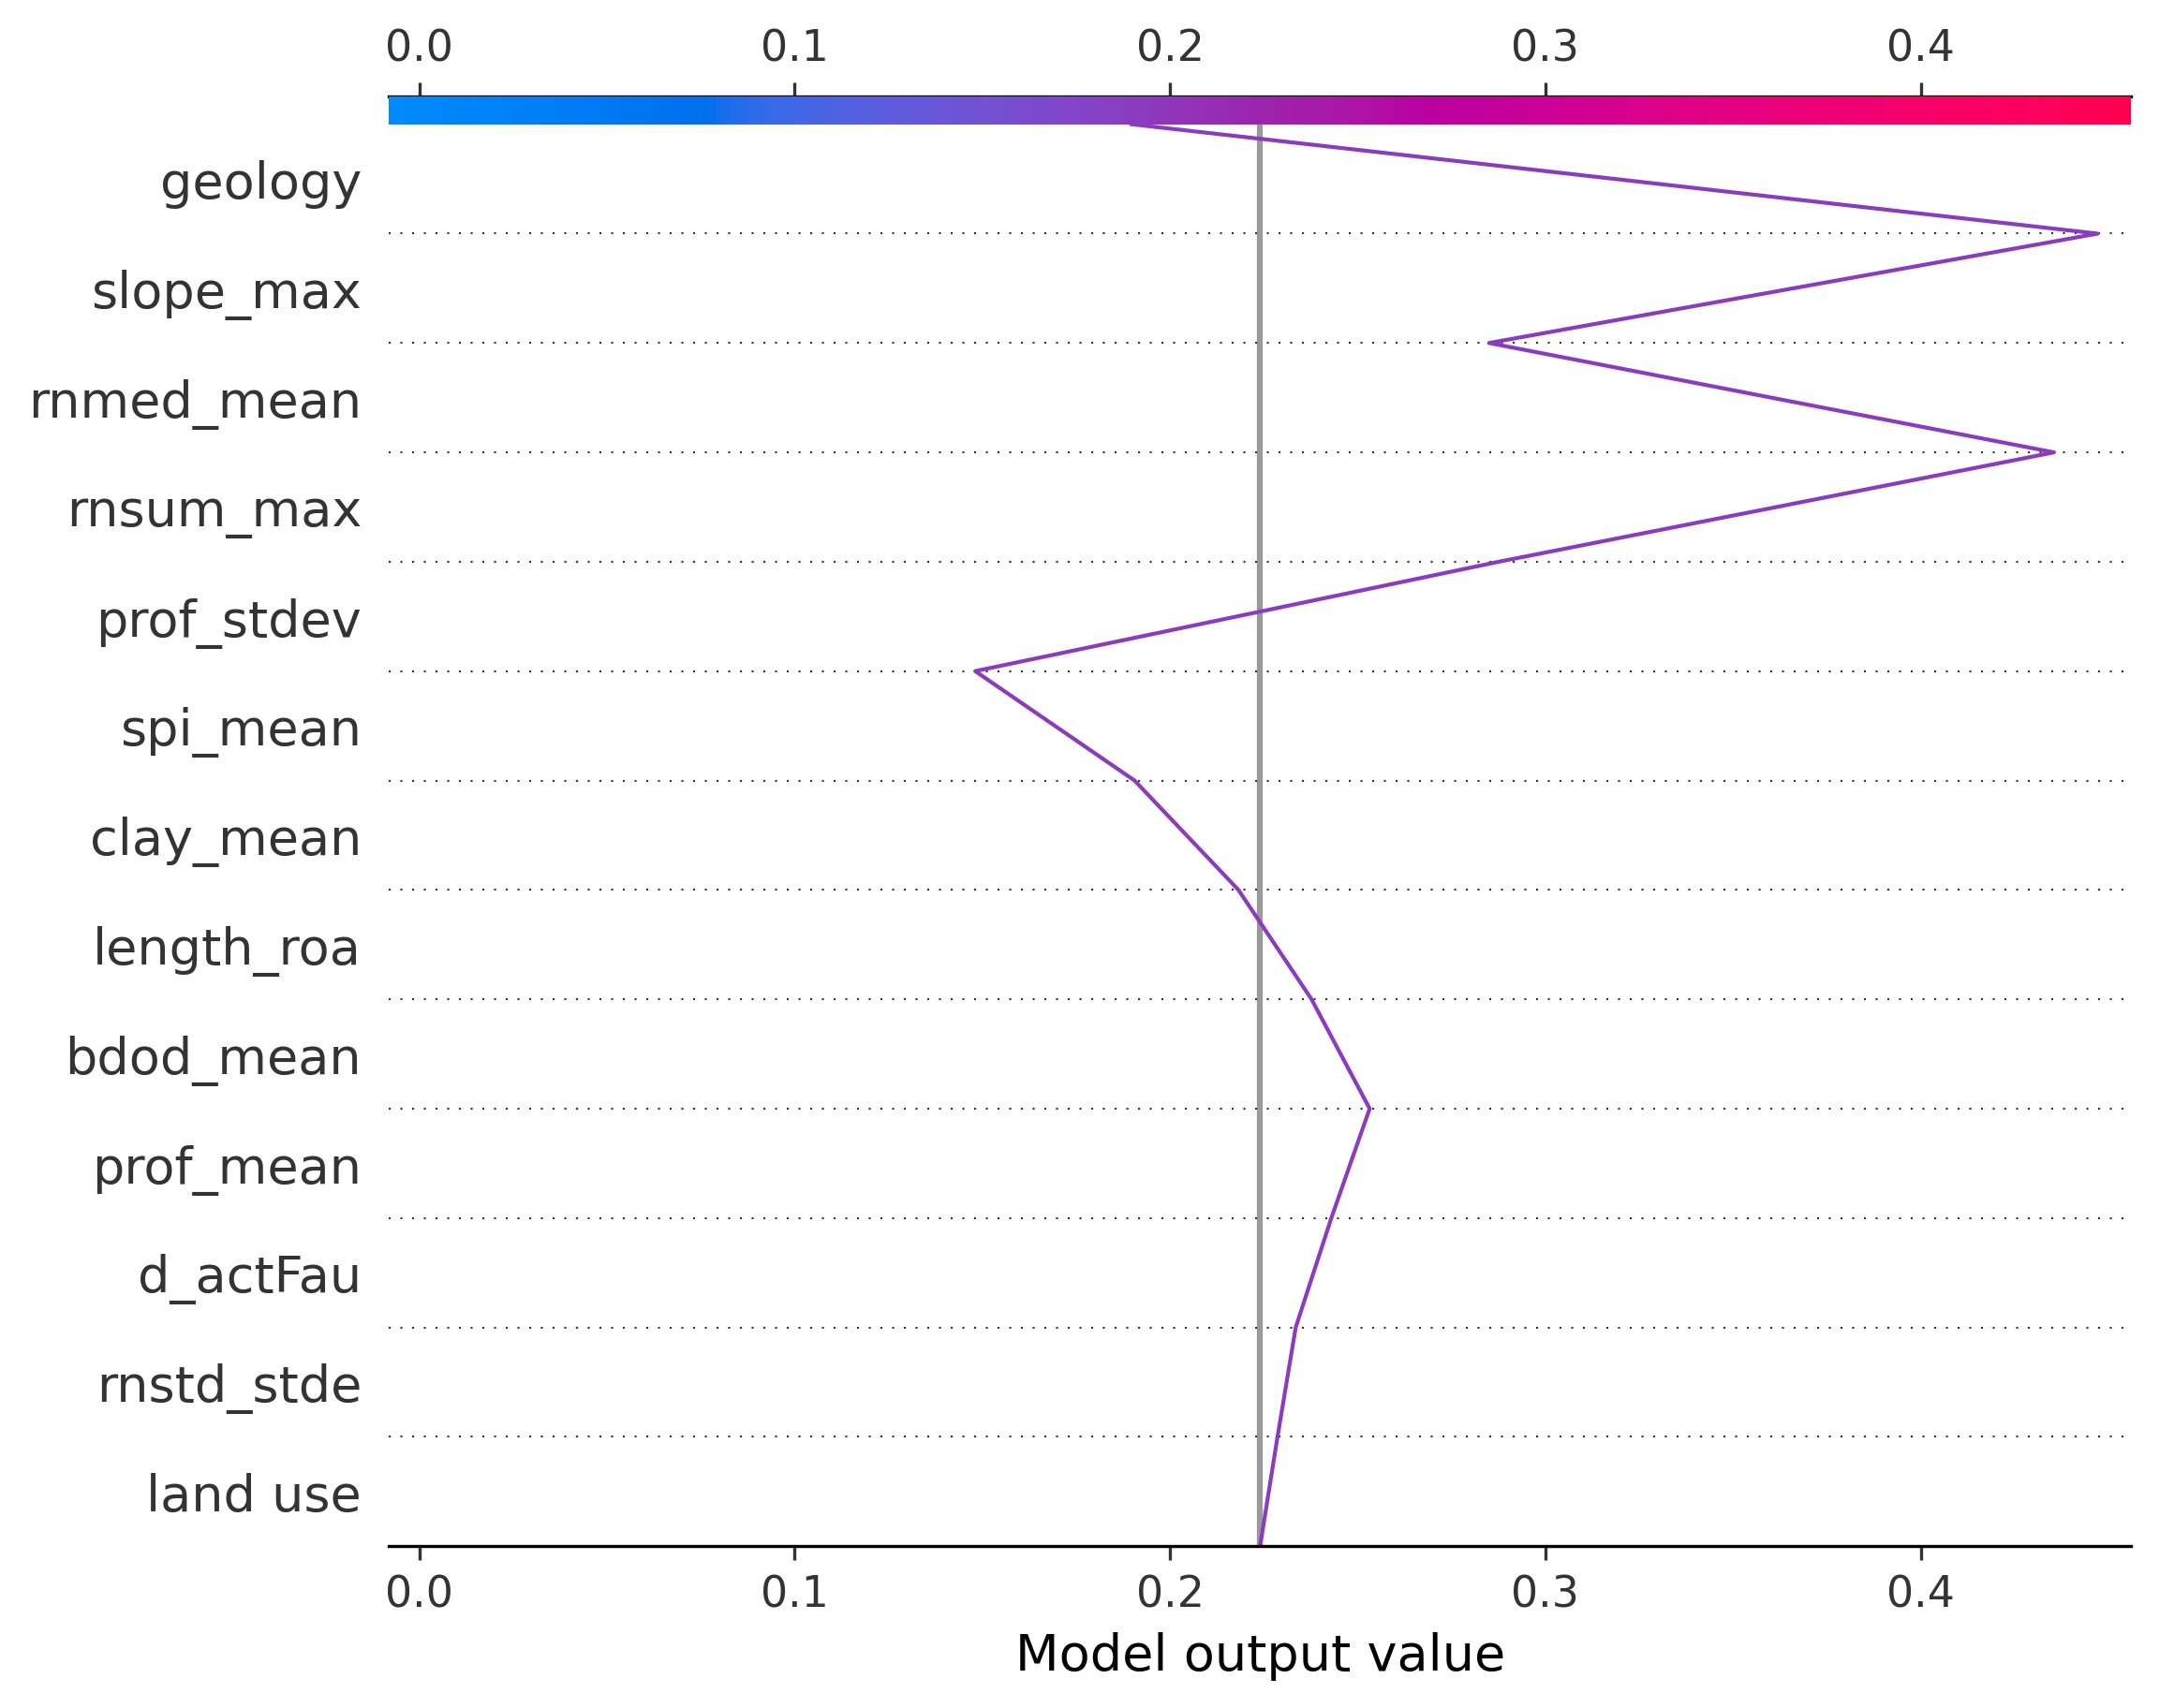 0.0 0.1 0.2 0.3 0.4
geology
slope_max
rnmed_mean
rnsum_max
prof_stdev
spi_mean
clay_mean
length_roa
bdod_mean
prof_mean
d_actFau
rnstd_stde
land use
0.0 0.1 0.2 0.3 0.4
Model output value